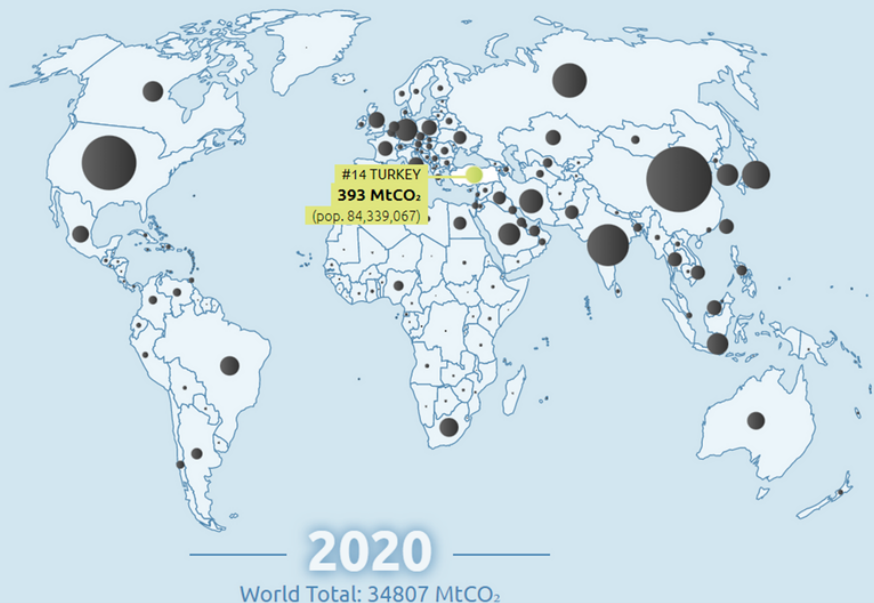 #14 TURKEY
393 MtCO₂
(pop. 84,339,067)
2020
World Total: 34807 MtCO₂